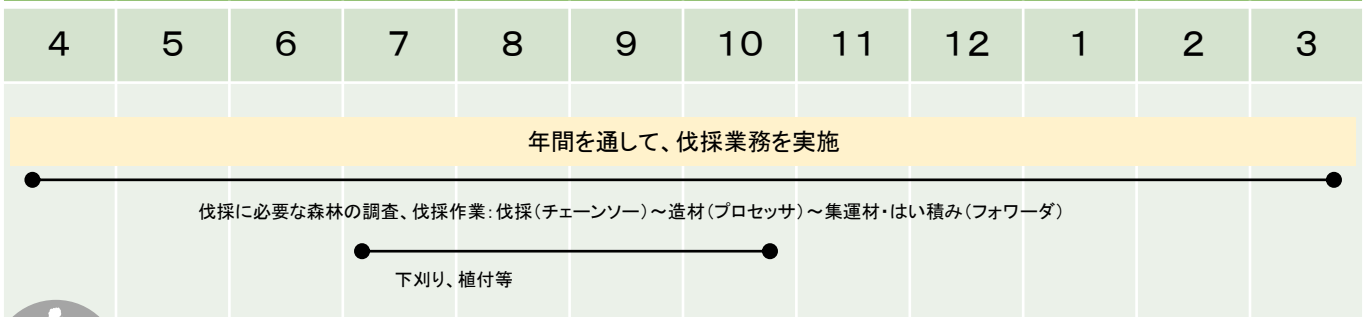 4 5 6 7 8 9 10 11 12 1 2 3
年間を通して、伐採業務を実施
伐採に必要な森林の調査、伐採作業:伐採(チェーンソー)~造材(プロセッサ)~集運材・はい積み(フォワーダ)
下刈り、植付等